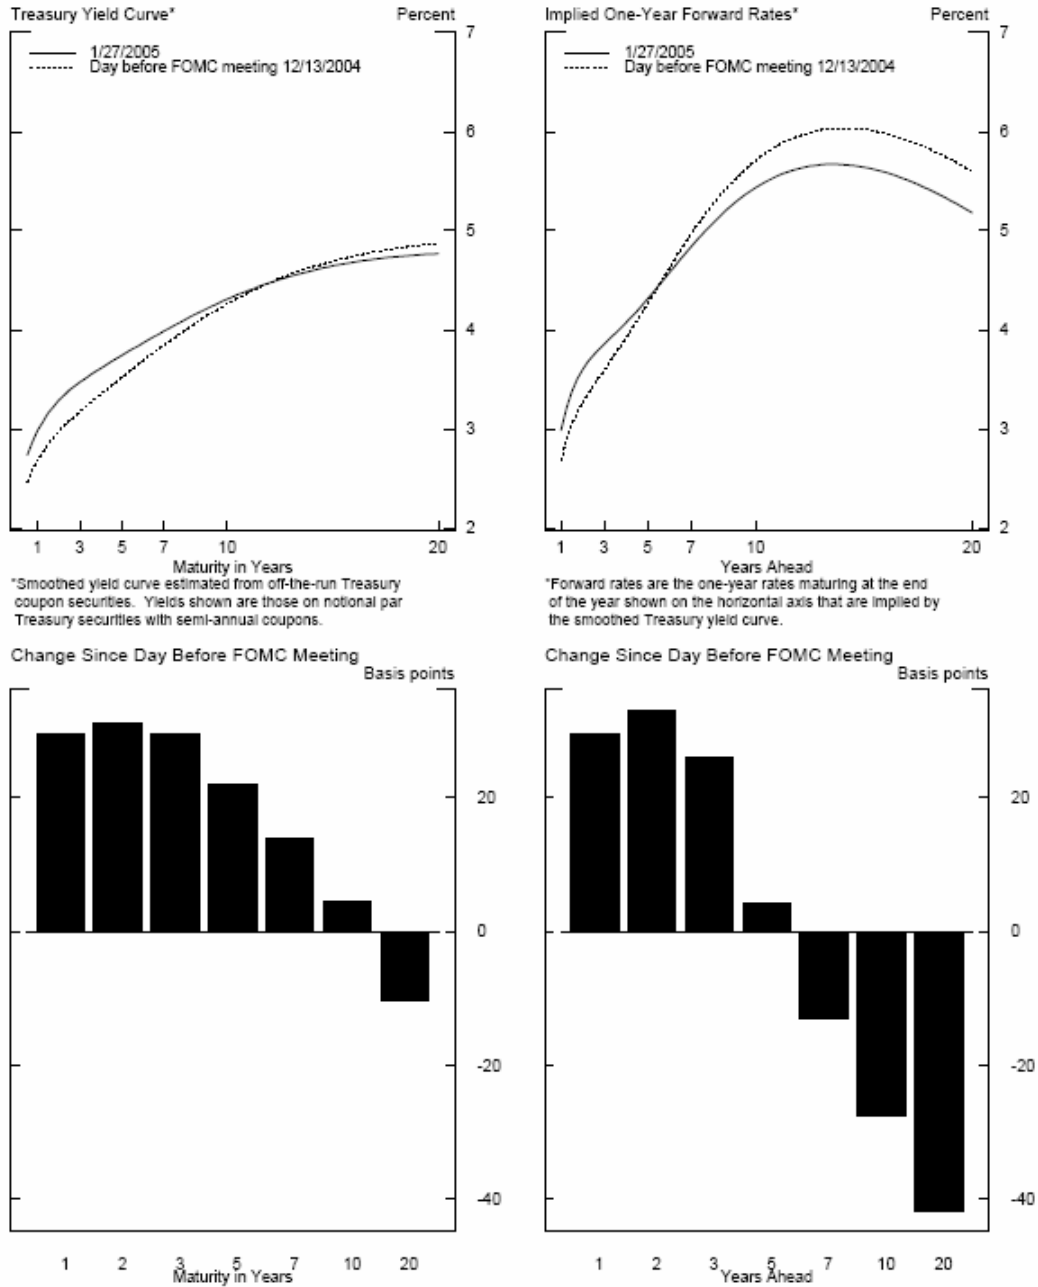 Treasury Yield Curve*
Percent
1/27/2005
Day before FOMC meeting 12/13/2004
7
6
5
4
3
2
1 3 5 7 10 20
Maturity in Years
*Smoothed yield curve estimated from off-the-run Treasury
coupon securities. Yields shown are those on notional par
Treasury securities with semi-annual coupons.
Implied One-Year Forward Rates*
Percent
1/27/2005
Day before FOMC meeting 12/13/2004
7
6
5
4
3
2
1 3 5 7 10 20
Years Ahead
*Forward rates are the one-year rates maturing at the end
of the year shown on the horizontal axis that are implied by
the smoothed Treasury yield curve.
Change Since Day Before FOMC Meeting
Basis points
20
0
-20
-40
1 2 3 5 7 10 20
Maturity in Years
Change Since Day Before FOMC Meeting
Basis points
20
0
-20
-40
1 2 3 5 7 10 20
Years Ahead